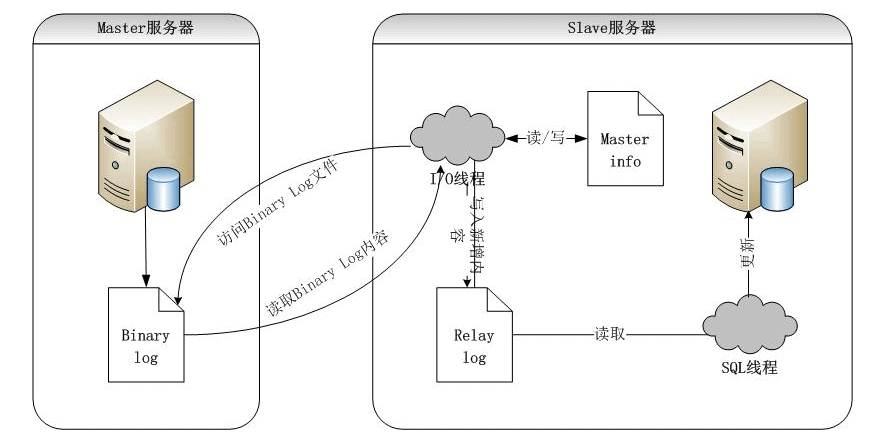 Master服务器
Slave服务器
Master
info
读/写
I/O线程
访问Binary Log文件
读取Binary Log内容
写入新增内
容
更新
Binary
log
Relay
log
读取
SQL线程